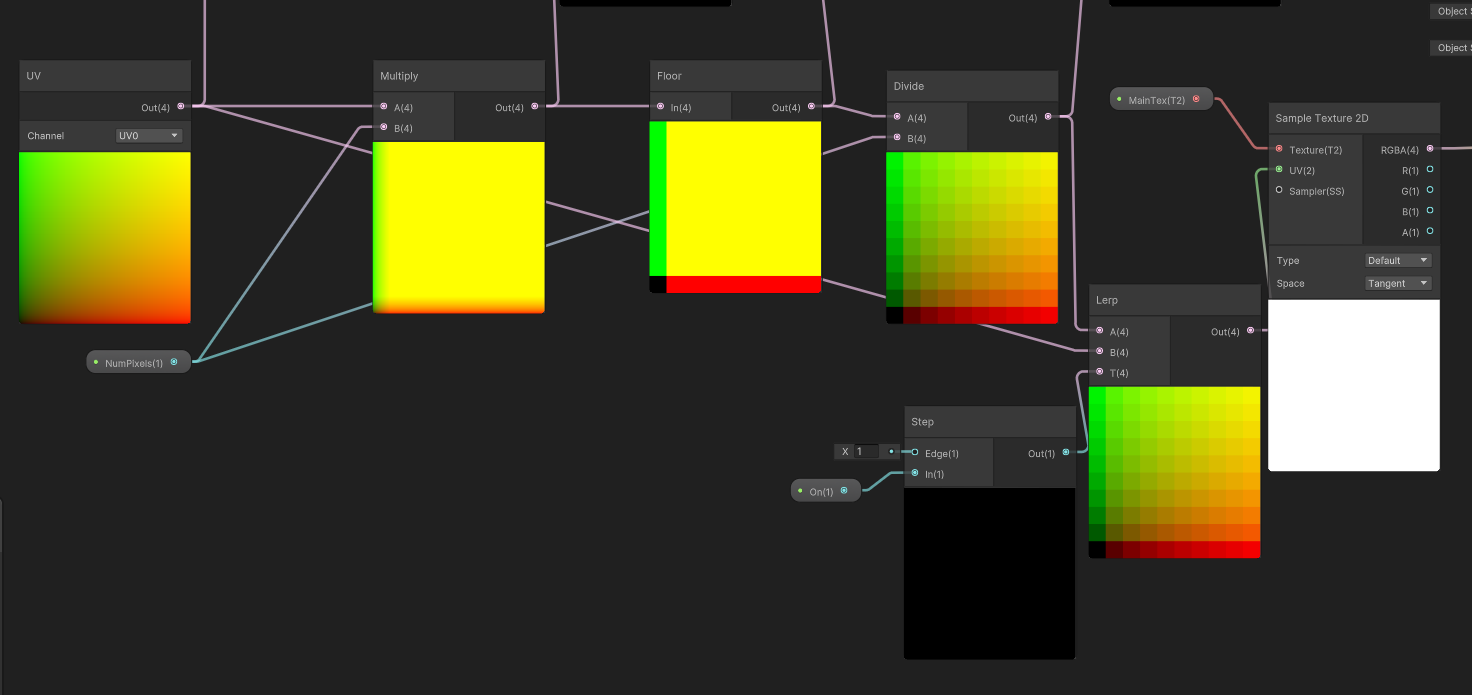 Object
Object
UV
Out(4)
Channel
UV0
NumPixels(1)
Multiply
A(4)
Out(4)
B(4)
Floor
In(4)
Out(4)
Divide
A(4)
Out(4)
B(4)
MainTex(T2)
Sample Texture 2D
Texture(T2)
RGBA(4)
UV(2)
R(1)
Sampler(SS)
G(1)
B(1)
A(1)
Type
Default
Space
Tangent
Lerp
A(4)
Out(4)
B(4)
T(4)
Step
X 1
Edge(1)
Out(1)
In(1)
On(1)